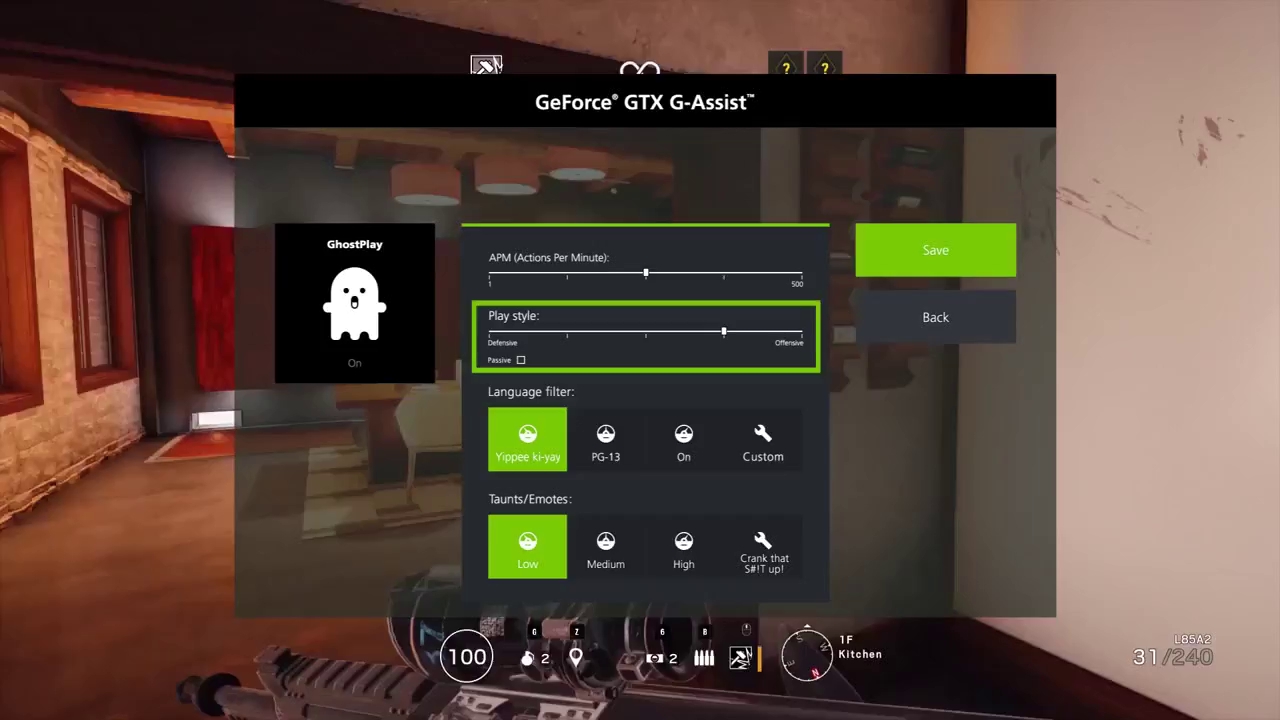 ? ?
GeForce® GTX G-Assist™
GhostPlay
On
APM (Actions Per Minute):
1 500
Play style:
Defensive Offensive
Passive
Language filter:
Yippee ki-yay PG-13 On Custom
Taunts/Emotes:
Low Medium High Crank that
S#!T up!
Save
Back
G Z 6 B
100 2 2
S W E N
1F
Kitchen
L85A2
31/240